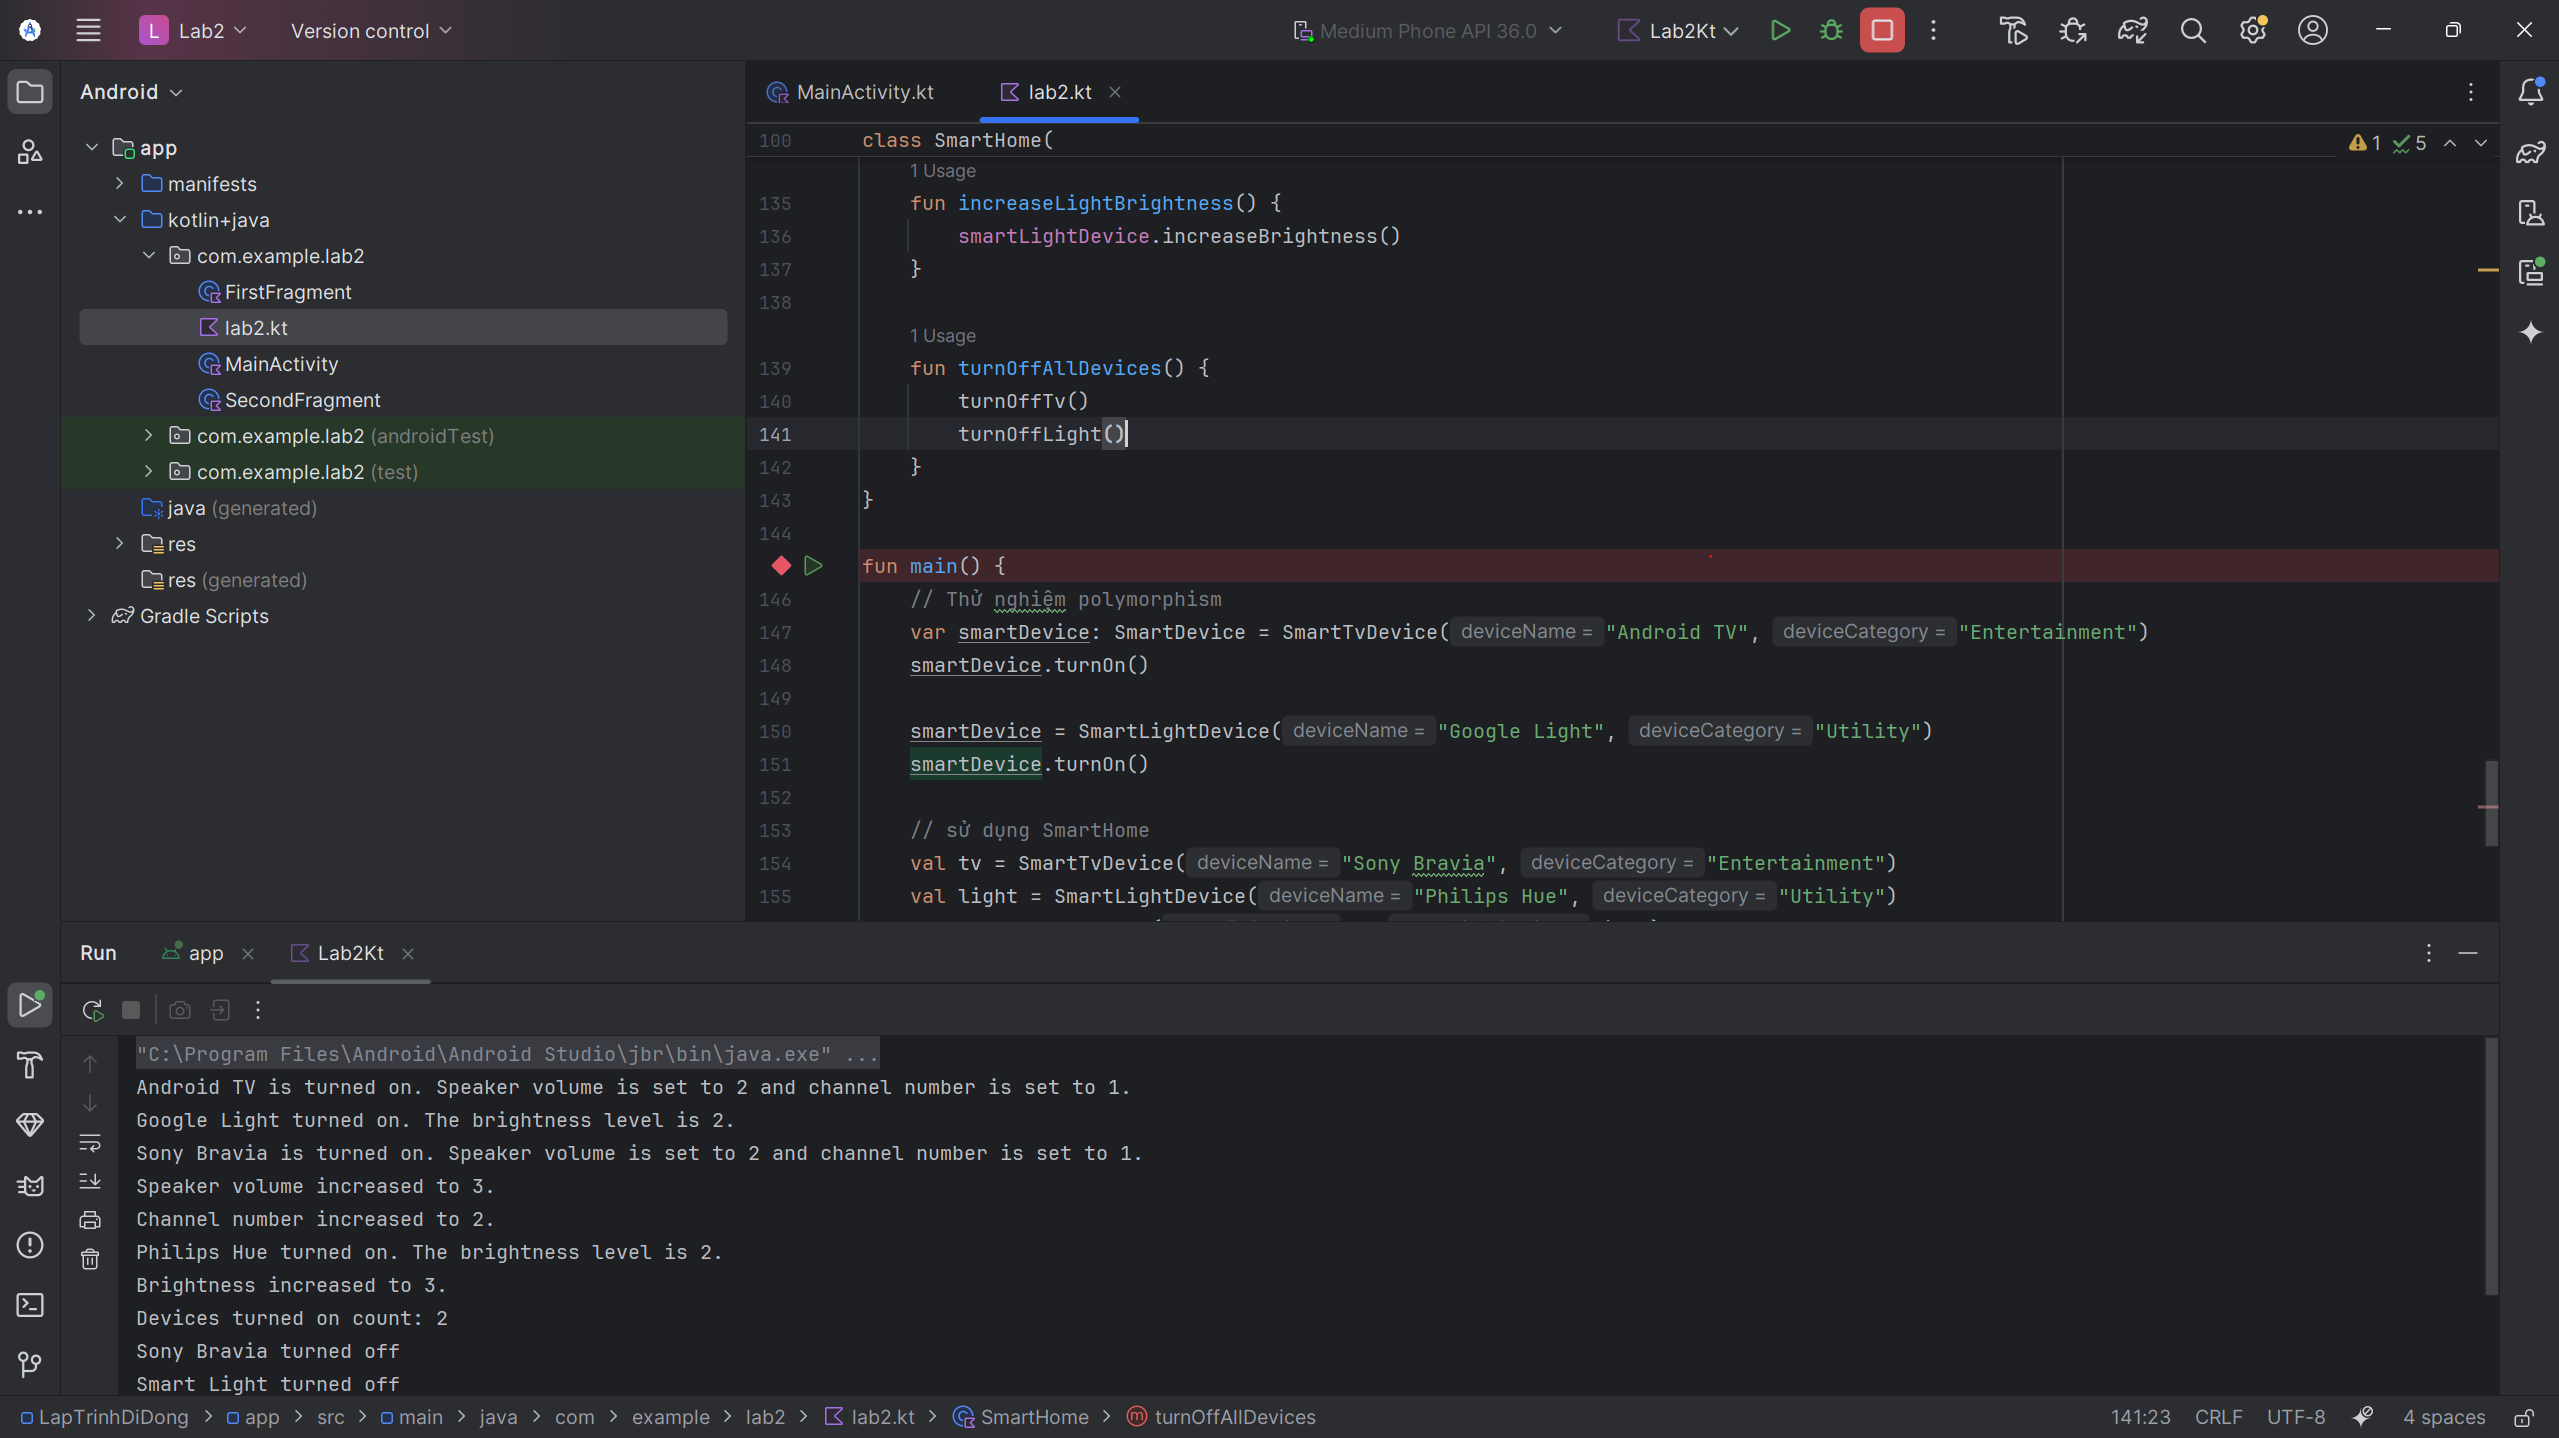 L Lab2 Version control Medium Phone API 36.0 Lab2Kt
Android
app
manifests
kotlin+java
com.example.lab2
FirstFragment
lab2.kt
MainActivity
SecondFragment
com.example.lab2 (androidTest)
com.example.lab2 (test)
java (generated)
res
res (generated)
Gradle Scripts
MainActivity.kt lab2.kt
100 class SmartHome( 1 5
1 Usage
135 fun increaseLightBrightness() {
136 smartLightDevice.increaseBrightness()
137 }
138
1 Usage
139 fun turnOffAllDevices() {
140 turnOffTv()
141 turnOffLight()
142 }
143 }
144
fun main() {
146 // Thử nghiệm polymorphism
147 var smartDevice: SmartDevice = SmartTvDevice( deviceName = "Android TV", deviceCategory = "Entertainment")
148 smartDevice.turnOn()
149
150 smartDevice = SmartLightDevice( deviceName = "Google Light", deviceCategory = "Utility")
151 smartDevice.turnOn()
152
153 // sử dụng SmartHome
154 val tv = SmartTvDevice( deviceName = "Sony Bravia", deviceCategory = "Entertainment")
155 val light = SmartLightDevice( deviceName = "Philips Hue", deviceCategory = "Utility")
Run app Lab2Kt
"C:\Program Files\Android\Android Studio\jbr\bin\java.exe" ...
Android TV is turned on. Speaker volume is set to 2 and channel number is set to 1.
Google Light turned on. The brightness level is 2.
Sony Bravia is turned on. Speaker volume is set to 2 and channel number is set to 1.
Speaker volume increased to 3.
Channel number increased to 2.
Philips Hue turned on. The brightness level is 2.
Brightness increased to 3.
Devices turned on count: 2
Sony Bravia turned off
Smart Light turned off
LapTrinhDiDong > app > src > main > java > com > example > lab2 > lab2.kt > SmartHome > turnOffAllDevices 141:23 CRLF UTF-8 4 spaces